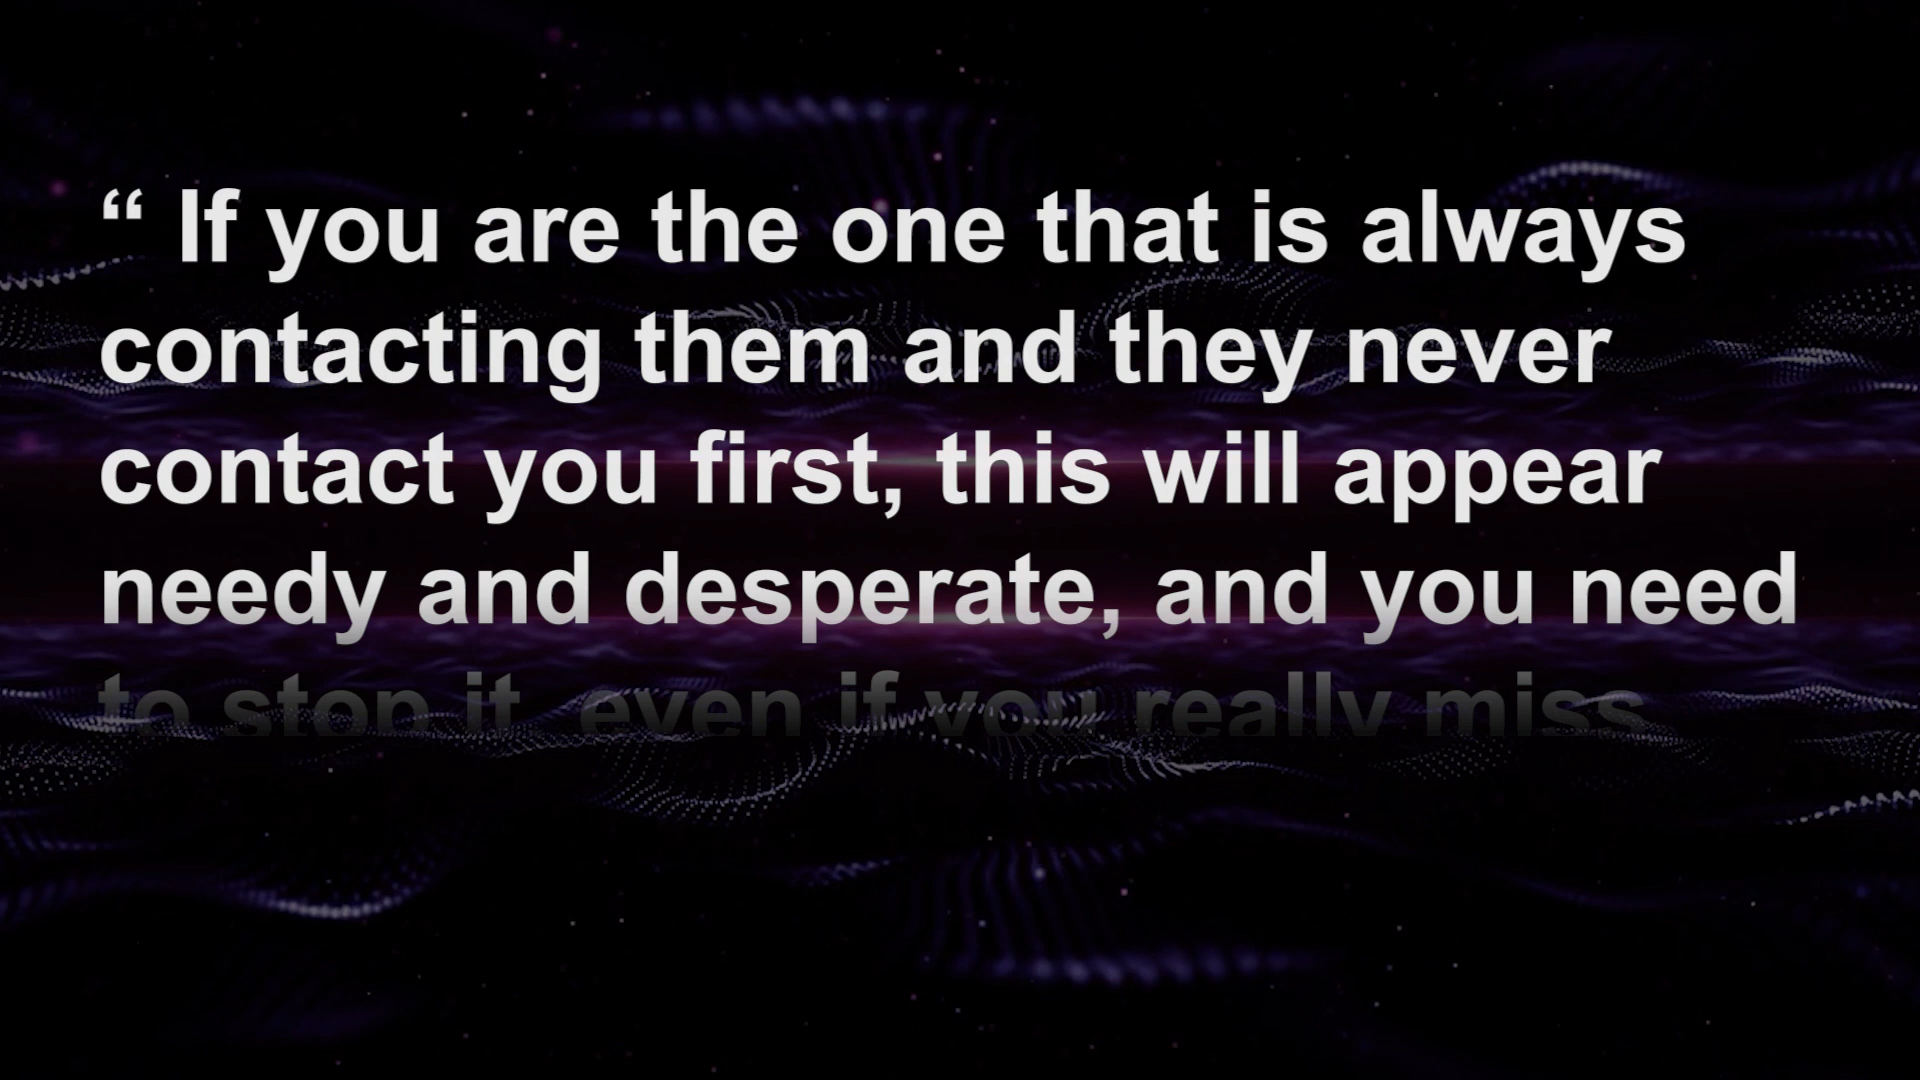 “ If you are the one that is always
contacting them and they never
contact you first, this will appear
needy and desperate, and you need
to stop it, even if you really miss